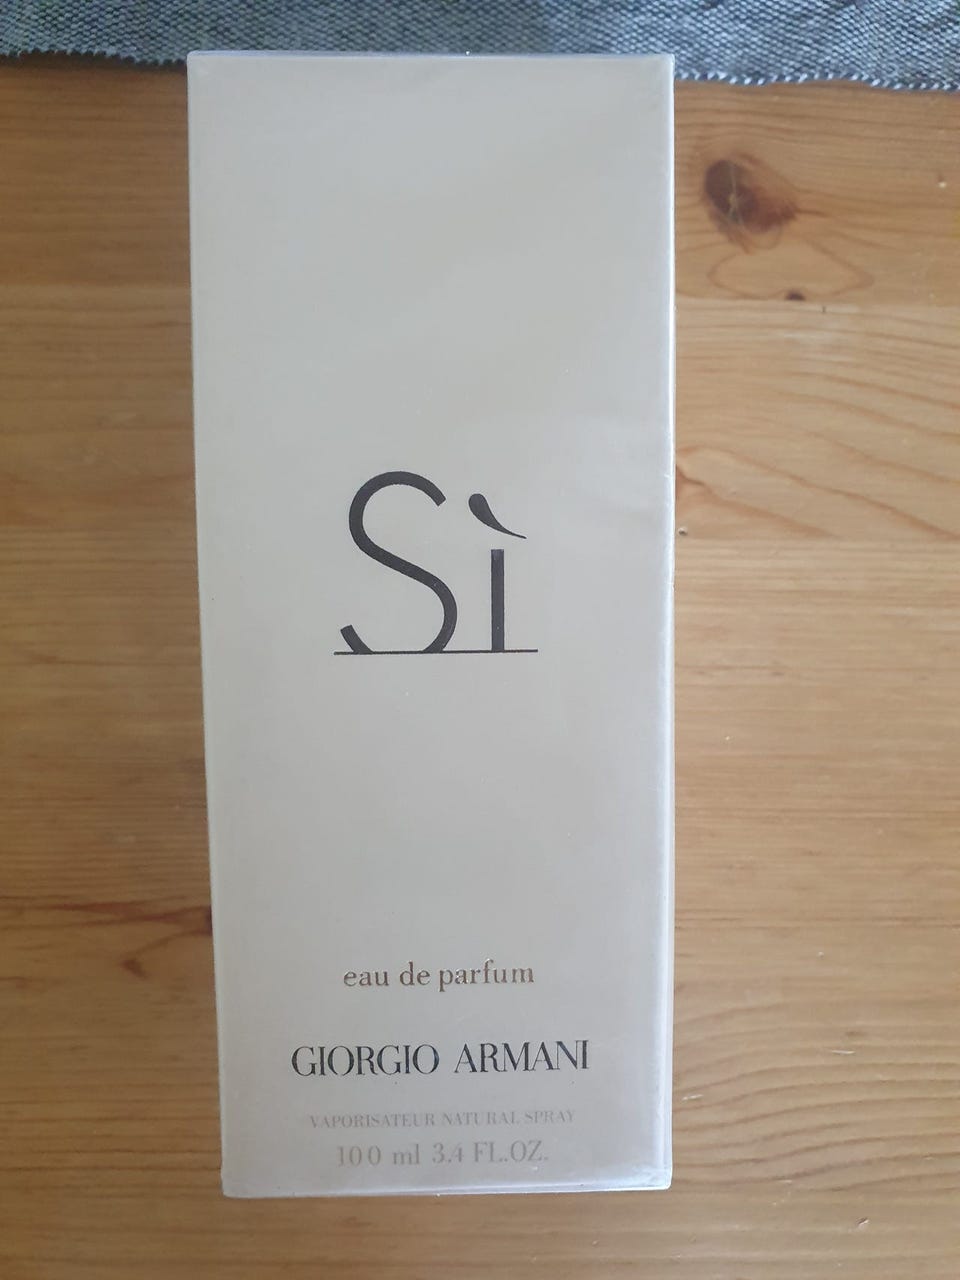 Sì
eau de parfum
GIORGIO ARMANI
VAPORISATEUR NATURAL SPRAY
100 ml 3.4 FL.OZ.